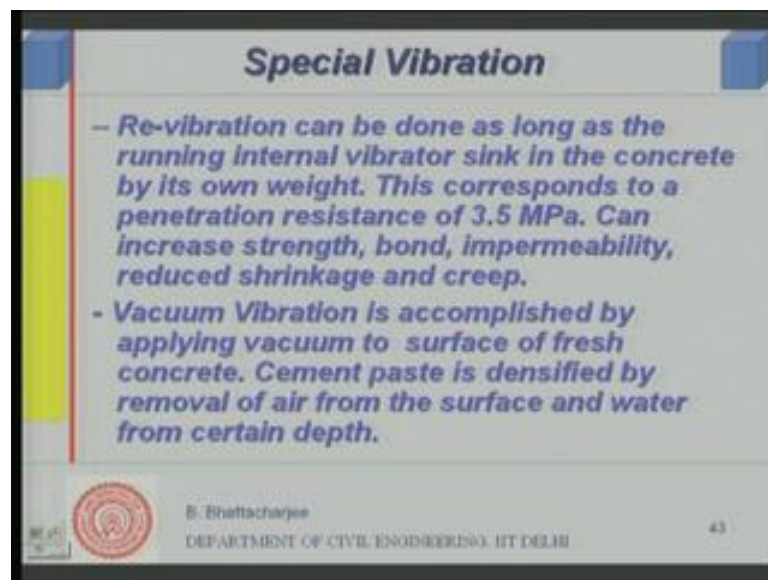 Special Vibration
– Re-vibration can be done as long as the
running internal vibrator sink in the concrete
by its own weight. This corresponds to a
penetration resistance of 3.5 MPa. Can
increase strength, bond, impermeability,
reduced shrinkage and creep.
- Vacuum Vibration is accomplished by
applying vacuum to surface of fresh
concrete. Cement paste is densified by
removal of air from the surface and water
from certain depth.
B. Bhattacharjee
DEPARTMENT OF CIVIL ENGINEERING, IIT DELHI
43